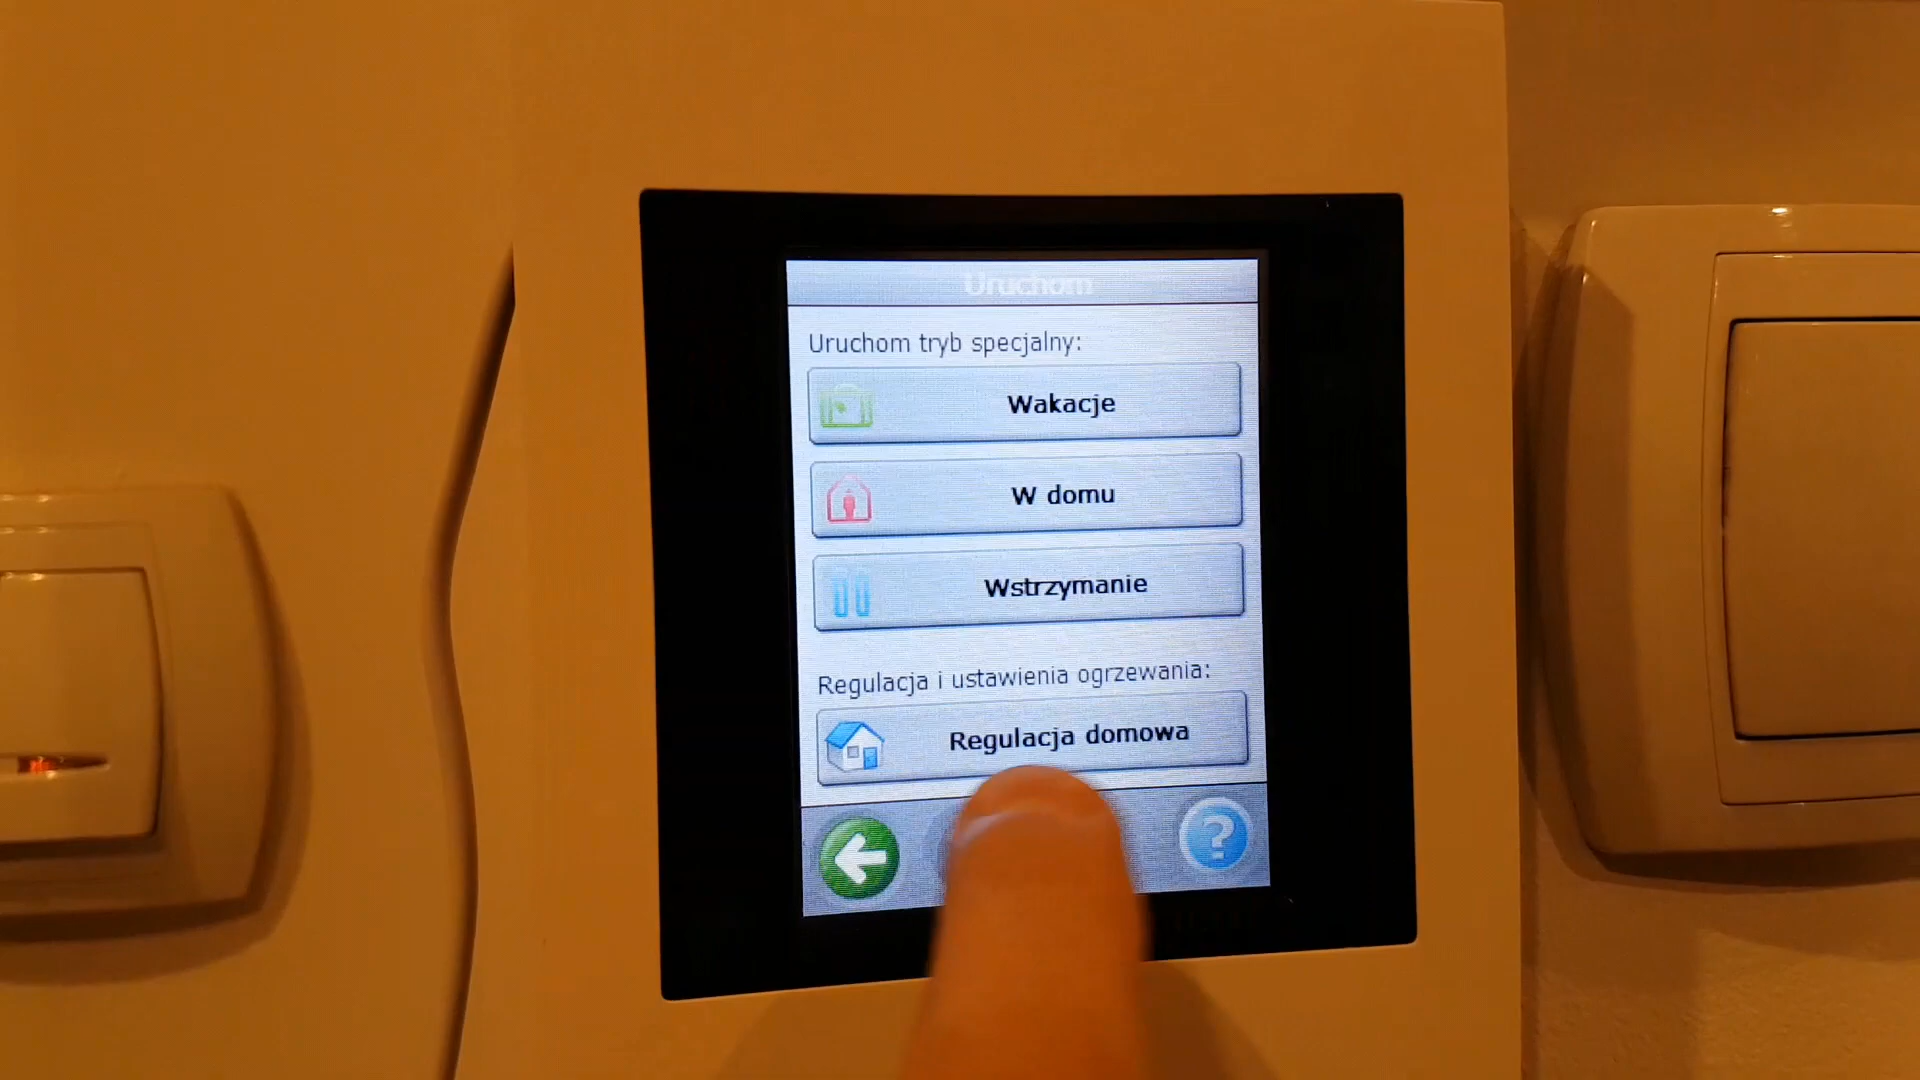 Uruchom
Uruchom tryb specjalny:
Wakacje
W domu
Wstrzymanie
Regulacja i ustawienia ogrzewania:
Regulacja domowa
?